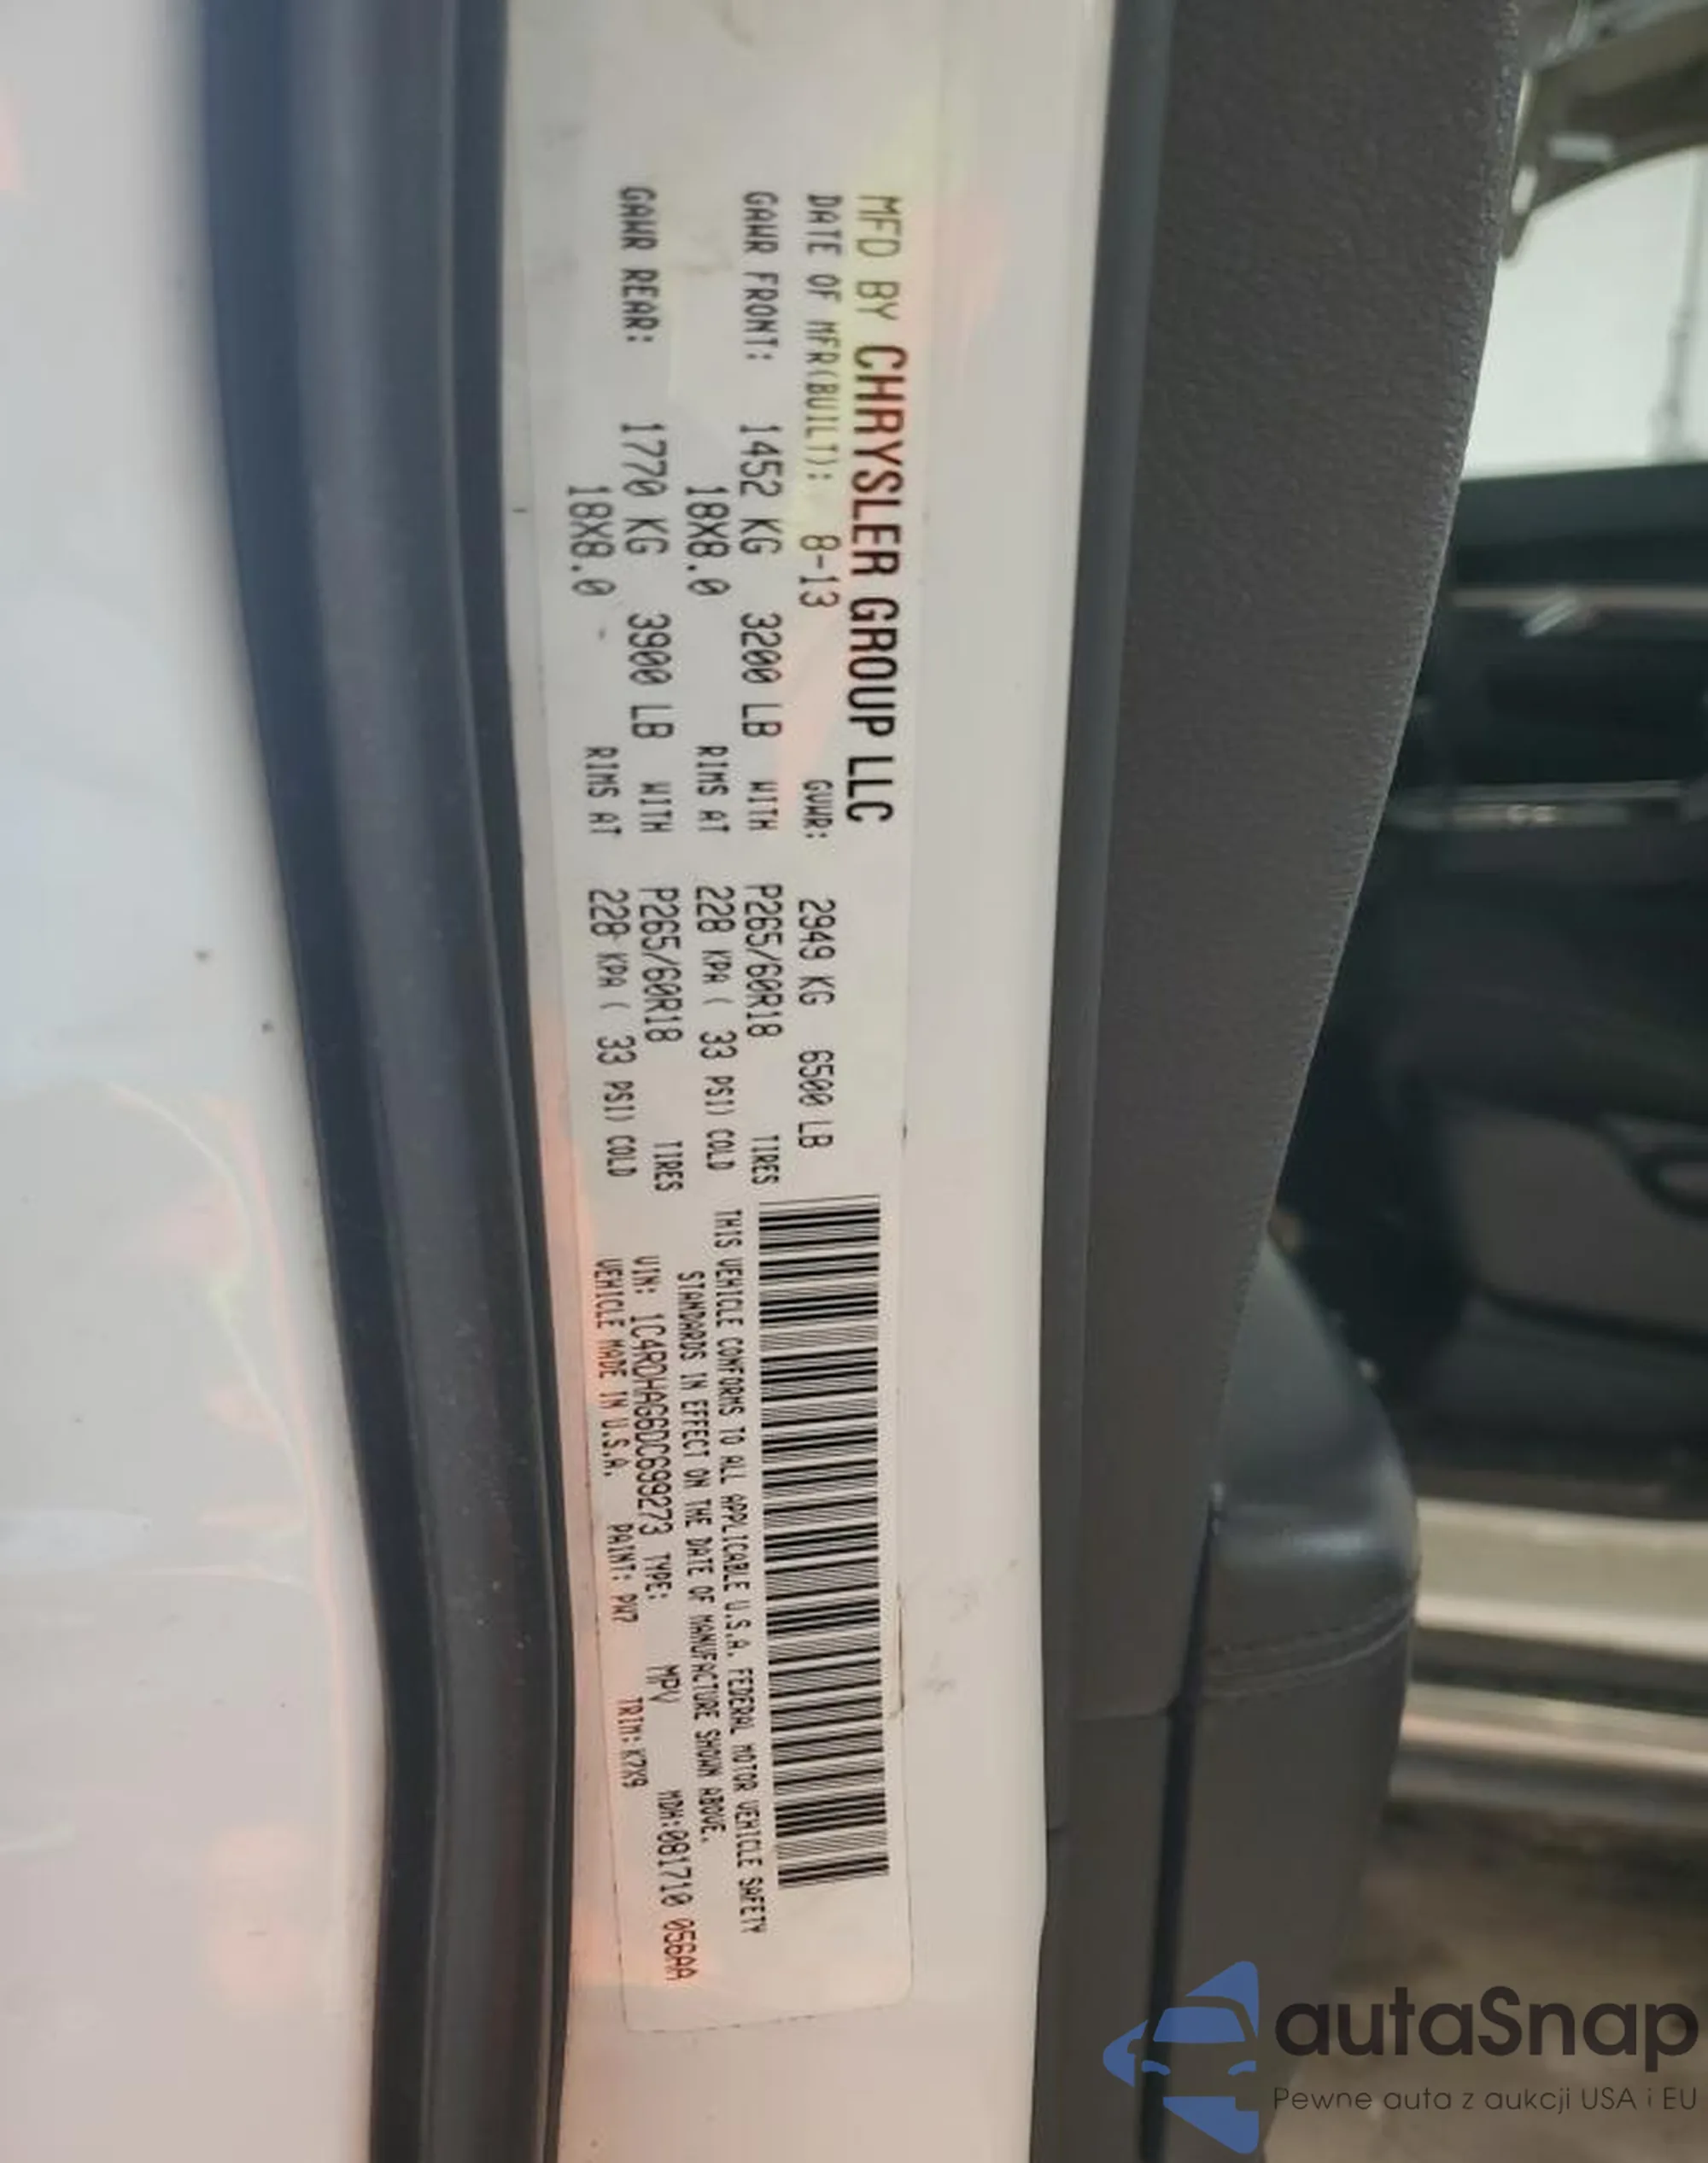 MFD BY CHRYSLER GROUP LLC
DATE OF MFR(BUILT): 8-13 GVWR: 2949 KG 6500 LB
GAWR FRONT: 1452 KG 3200 LB WITH P265/60R18 TIRES
18X8.0 RIMS AT 228 KPA ( 33 PSI) COLD
GAWR REAR: 1770 KG 3900 LB WITH P265/60R18 TIRES
18X8.0 RIMS AT 228 KPA ( 33 PSI) COLD
THIS VEHICLE CONFORMS TO ALL APPLICABLE U.S.A. FEDERAL MOTOR VEHICLE SAFETY
STANDARDS IN EFFECT ON THE DATE OF MANUFACTURE SHOWN ABOVE.
VIN: 1C4RDHAG6DC699273 TYPE: MPV MDH:081710 056AA
VEHICLE MADE IN U.S.A. PAINT: PW7 TRIM:K7X9
autaSnap
Pewne auta z aukcji USA i EU